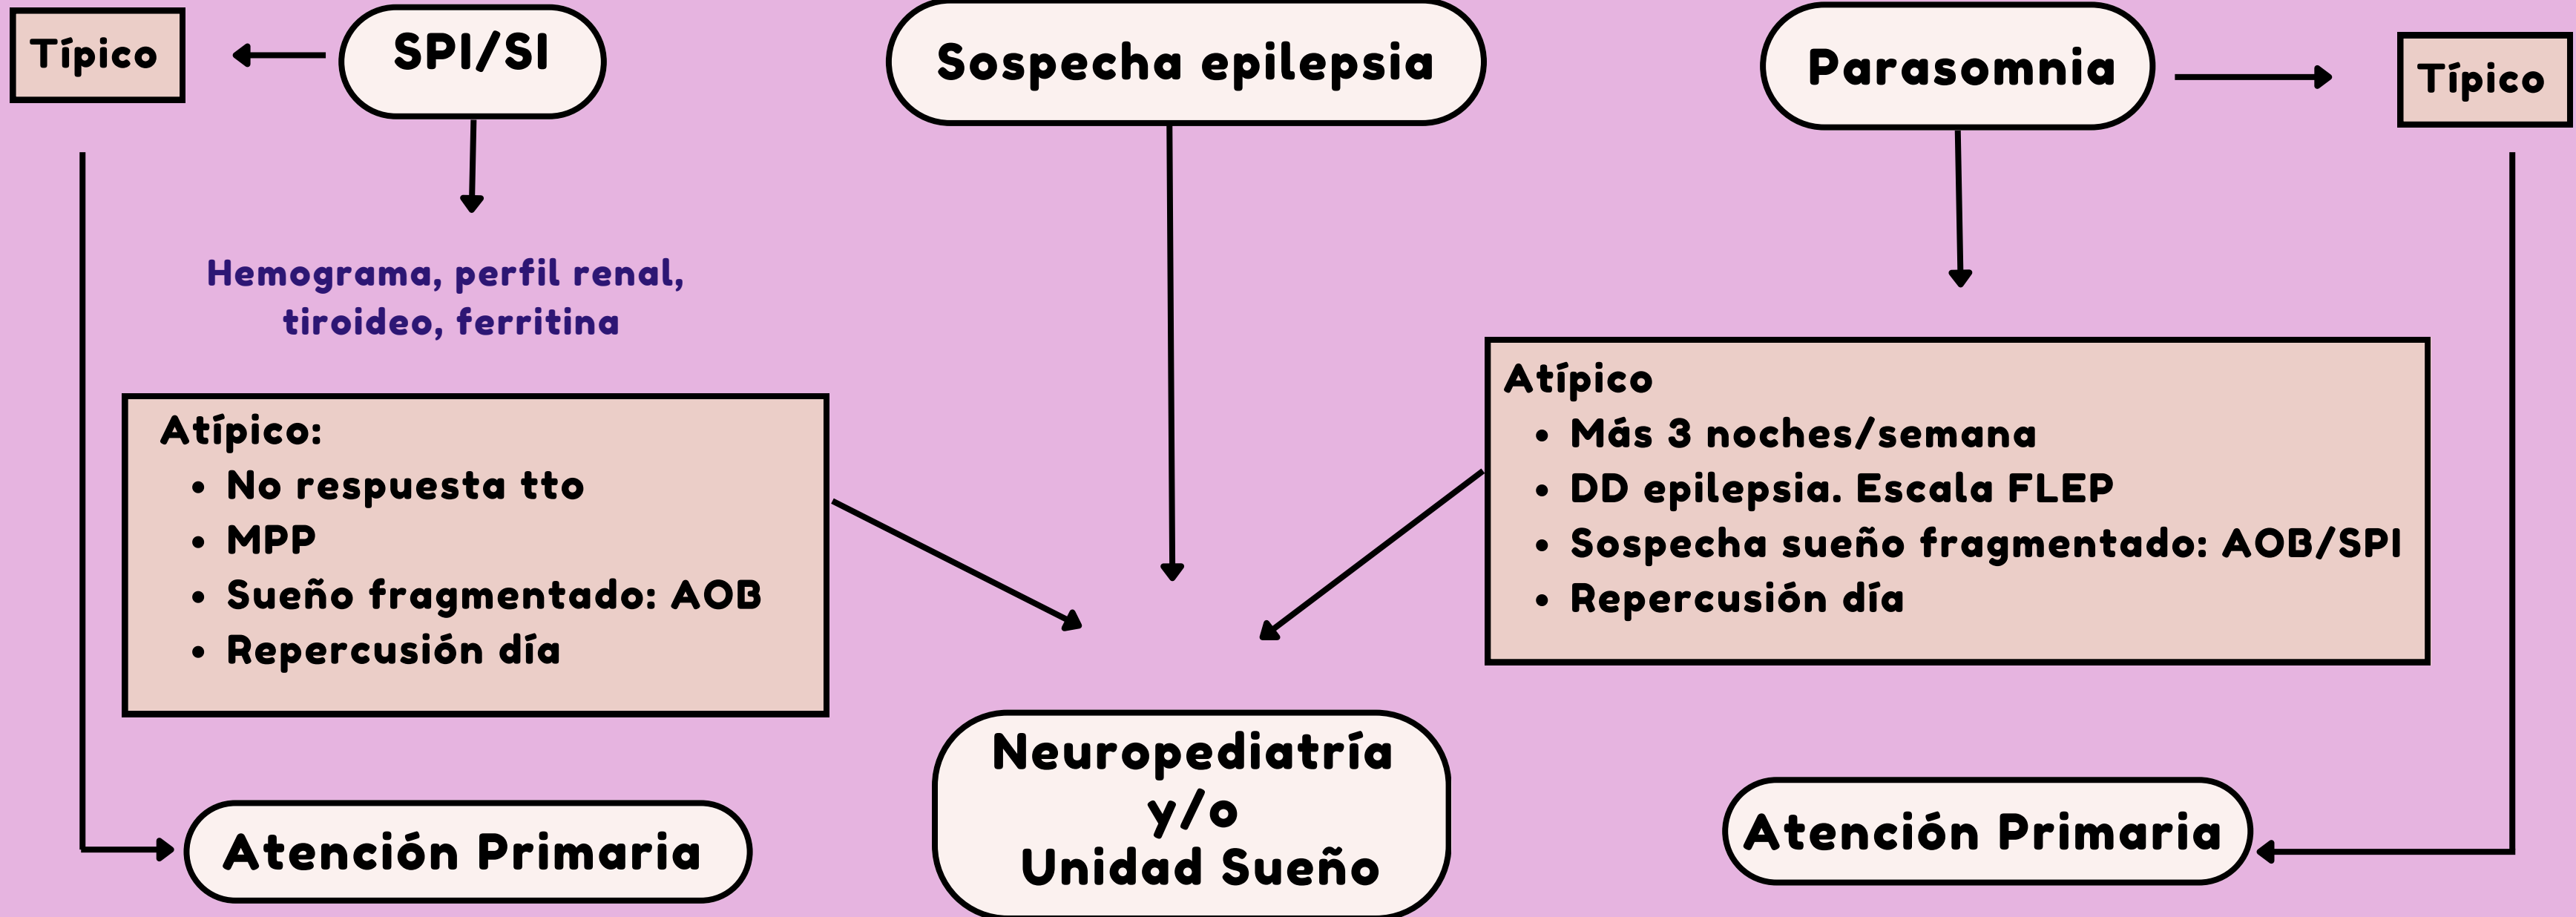 Típico
SPI/SI
Sospecha epilepsia
Parasomnia
Típico
Hemograma, perfil renal,
tiroideo, ferritina
Atípico:
• No respuesta tto
• MPP
• Sueño fragmentado: AOB
• Repercusión día
Atípico
• Más 3 noches/semana
• DD epilepsia. Escala FLEP
• Sospecha sueño fragmentado: AOB/SPI
• Repercusión día
Atención Primaria
Neuropediatría
y/o
Unidad Sueño
Atención Primaria